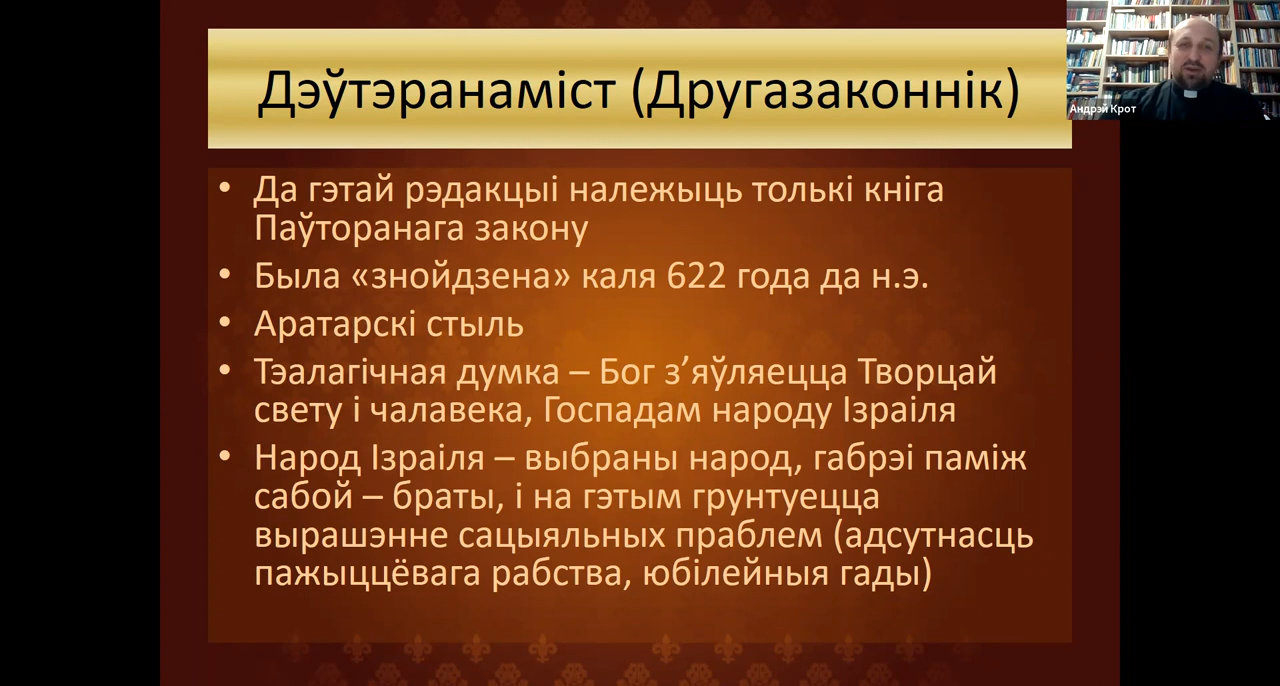 Дэўтэранаміст (Другазаконнік)
Андрэй Крот
• Да гэтай рэдакцыі належыць толькі кніга
Паўторанага закону
• Была «знойдзена» каля 622 года да н.э.
• Аратарскі стыль
• Тэалагічная думка – Бог з’яўляецца Творцай
свету і чалавека, Госпадам народу Ізраіля
• Народ Ізраіля – выбраны народ, габрэі паміж
сабой – браты, і на гэтым грунтуецца
вырашэнне сацыяльных праблем (адсутнасць
пажыццёвага рабства, юбілейныя гады)